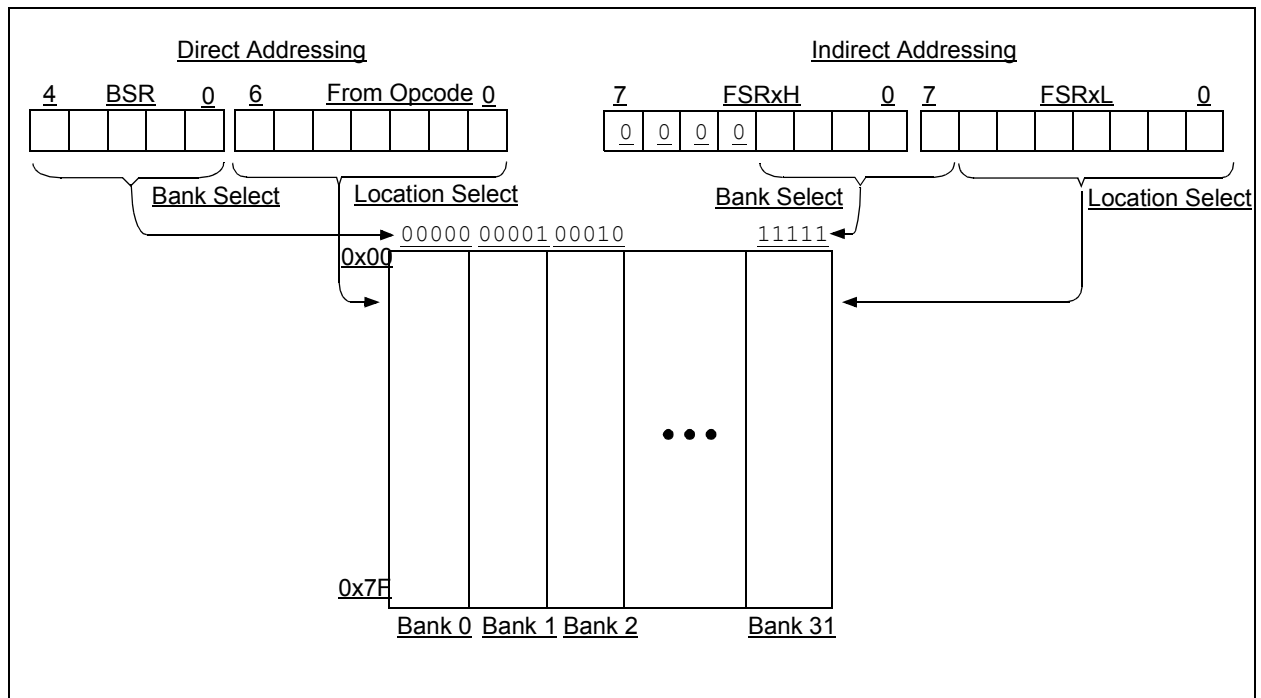 Direct Addressing Indirect Addressing
4 BSR 0 6 From Opcode 0 7 FSRxH 0 7 FSRxL 0
0 0 0 0
Bank Select Location Select Bank Select Location Select
00000 00001 00010 11111
0x00
0x7F
Bank 0 Bank 1 Bank 2 Bank 31